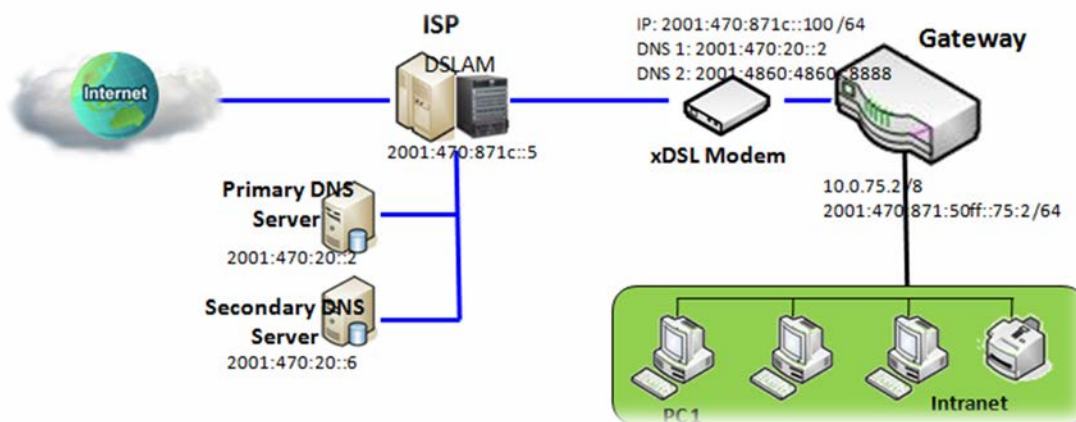 ISP
DSLAM
Internet
2001:470:871c::5
Primary DNS
Server
2001:470:20::2
Secondary DNS
Server
2001:470:20::6
IP: 2001:470:871c::100/64
DNS 1: 2001:470:20::2
DNS 2: 2001:4860:4860::8888
xDSL Modem
Gateway
10.0.75.2/8
2001:470:871:50ff::75:2/64
PC1
Intranet